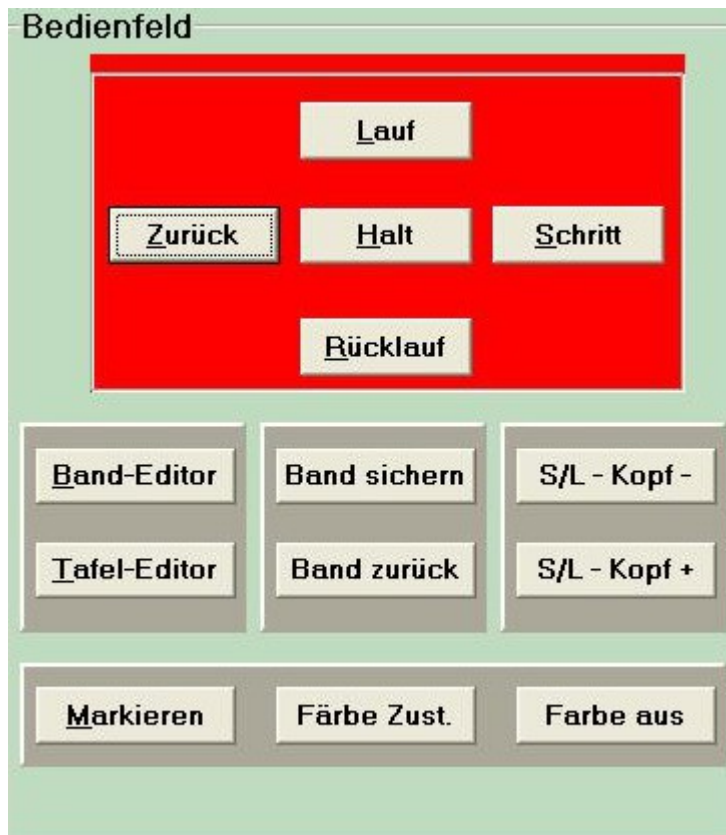 Bedienfeld
Lauf
Zurück
Halt
Schritt
Rücklauf
Band-Editor
Band sichern
S/L - Kopf -
Tafel-Editor
Band zurück
S/L - Kopf +
Markieren
Färbe Zust.
Farbe aus